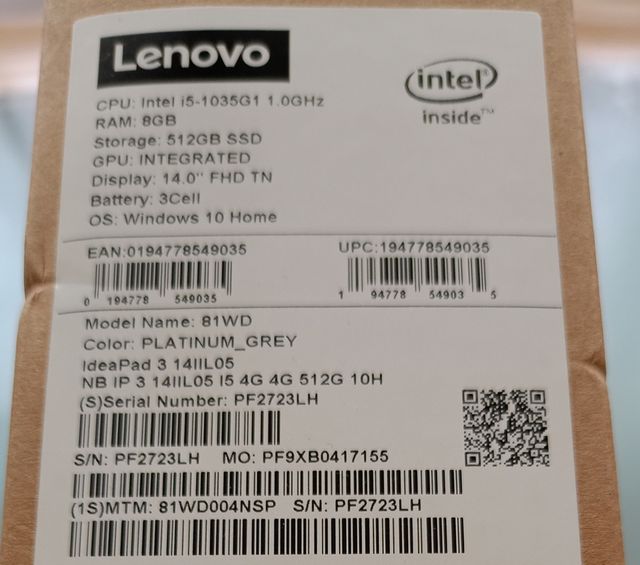 Lenovo
intel
inside™
CPU: Intel i5-1035G1 1.0GHz
RAM: 8GB
Storage: 512GB SSD
GPU: INTEGRATED
Display: 14.0" FHD TN
Battery: 3Cell
OS: Windows 10 Home
EAN:0194778549035 UPC:194778549035
0 194778 549035 1 94778 54903 5
Model Name: 81WD
Color: PLATINUM_GREY
IdeaPad 3 14IIL05
NB IP 3 14IIL05 I5 4G 4G 512G 10H
(S)Serial Number: PF2723LH
S/N: PF2723LH MO: PF9XB0417155
(1S)MTM: 81WD004NSP S/N: PF2723LH